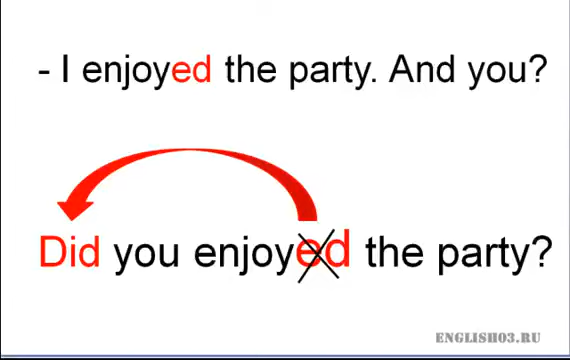 - I enjoyed the party. And you?
Did you enjoyed the party?
ENGLISH03.RU